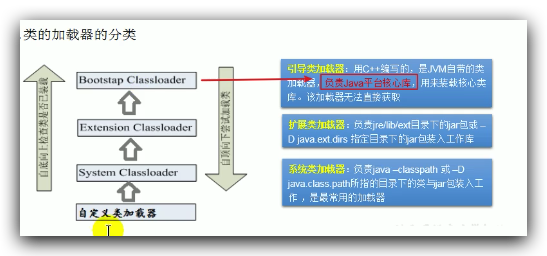 类的加载器的分类
自底向上检查类是否已装载
Bootstap Classloader
Extension Classloader
System Classloader
自定义类加载器
自顶向下尝试加载类
引导类加载器：用C++编写的，是JVM自带的类
加载器，负责Java平台核心库，用来装载核心类
库。该加载器无法直接获取
扩展类加载器：负责jre/lib/ext目录下的jar包或 –
D java.ext.dirs 指定目录下的jar包装入工作库
系统类加载器：负责java –classpath 或 –D
java.class.path所指的目录下的类与jar包装入工
作 ，是最常用的加载器